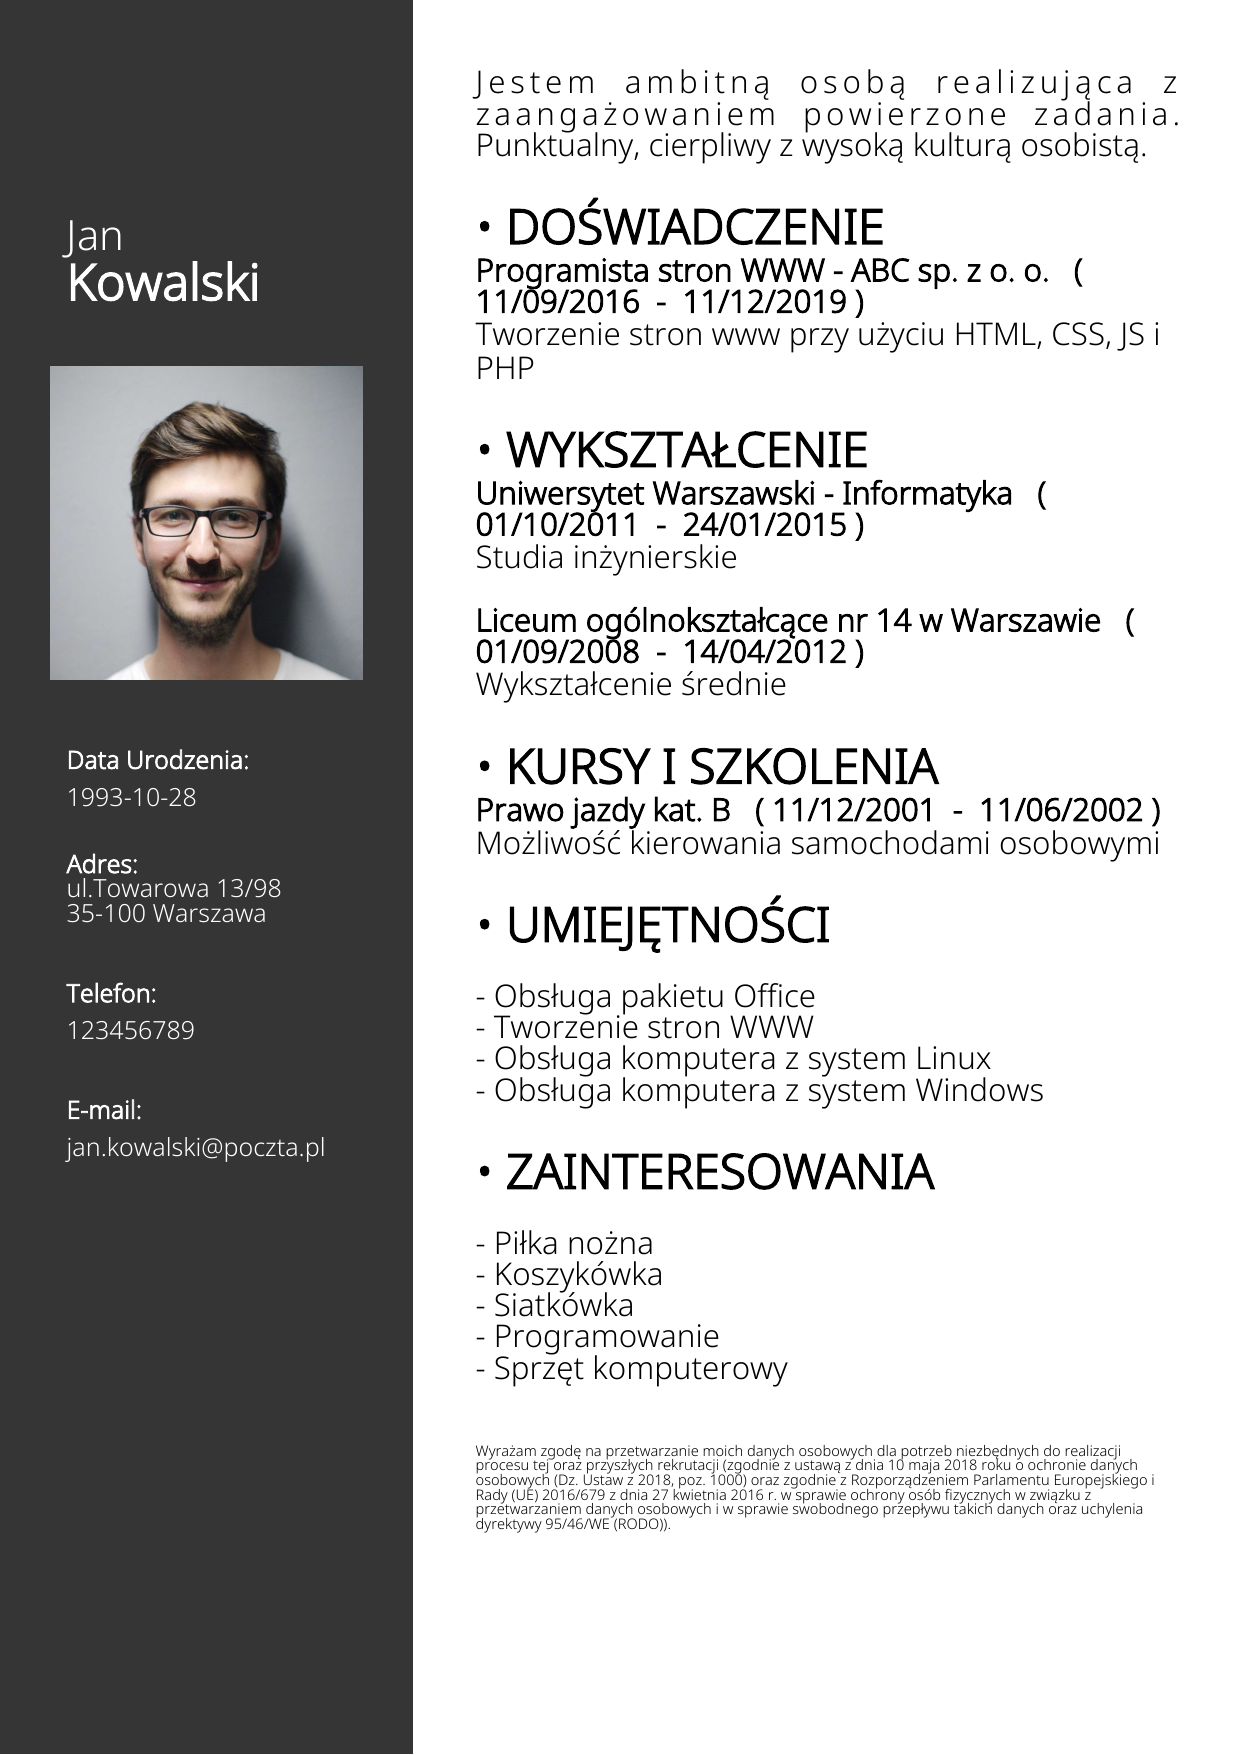 Jan
Kowalski
Data Urodzenia:
1993-10-28
Adres:
ul.Towarowa 13/98
35-100 Warszawa
Telefon:
123456789
E-mail:
jan.kowalski@poczta.pl
Jestem ambitną osobą realizująca z
zaangażowaniem powierzone zadania.
Punktualny, cierpliwy z wysoką kulturą osobistą.
• DOŚWIADCZENIE
Programista stron WWW - ABC sp. z o. o. (
11/09/2016 - 11/12/2019 )
Tworzenie stron www przy użyciu HTML, CSS, JS i
PHP
• WYKSZTAŁCENIE
Uniwersytet Warszawski - Informatyka (
01/10/2011 - 24/01/2015 )
Studia inżynierskie
Liceum ogólnokształcące nr 14 w Warszawie (
01/09/2008 - 14/04/2012 )
Wykształcenie średnie
• KURSY I SZKOLENIA
Prawo jazdy kat. B ( 11/12/2001 - 11/06/2002 )
Możliwość kierowania samochodami osobowymi
• UMIEJĘTNOŚCI
- Obsługa pakietu Office
- Tworzenie stron WWW
- Obsługa komputera z system Linux
- Obsługa komputera z system Windows
• ZAINTERESOWANIA
- Piłka nożna
- Koszykówka
- Siatkówka
- Programowanie
- Sprzęt komputerowy
Wyrażam zgodę na przetwarzanie moich danych osobowych dla potrzeb niezbędnych do realizacji
procesu tej oraz przyszłych rekrutacji (zgodnie z ustawą z dnia 10 maja 2018 roku o ochronie danych
osobowych (Dz. Ustaw z 2018, poz. 1000) oraz zgodnie z Rozporządzeniem Parlamentu Europejskiego i
Rady (UE) 2016/679 z dnia 27 kwietnia 2016 r. w sprawie ochrony osób fizycznych w związku z
przetwarzaniem danych osobowych i w sprawie swobodnego przepływu takich danych oraz uchylenia
dyrektywy 95/46/WE (RODO)).